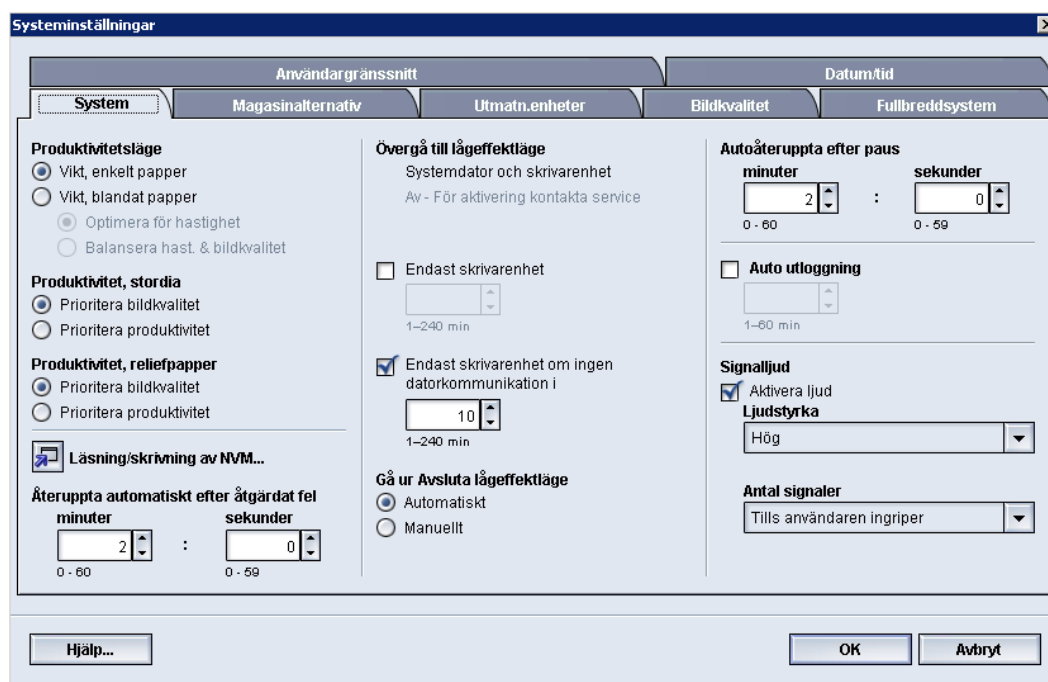 Systeminställningar
Användargränssnitt
Datum/tid
System
Magasinalternativ
Utmatn.enheter
Bildkvalitet
Fullbreddsystem
Produktivitetsläge
Vikt, enkelt papper
Vikt, blandat papper
Optimera för hastighet
Balansera hast. & bildkvalitet
Produktivitet, stordia
Prioritera bildkvalitet
Prioritera produktivitet
Produktivitet, reliefpapper
Prioritera bildkvalitet
Prioritera produktivitet
Läsning/skrivning av NVM...
Återuppta automatiskt efter åtgärdat fel
minuter
sekunder
2 : 0
0 - 60
0 - 59
Övergå till lågeffektläge
Systemdator och skrivarenhet
Av - För aktivering kontakta service
Endast skrivarenhet
1–240 min
Endast skrivarenhet om ingen
datorkommunikation i
10
1–240 min
Gå ur Avsluta lågeffektläge
Automatiskt
Manuellt
Autoåteruppta efter paus
minuter
sekunder
2 : 0
0 - 60
0 - 59
Auto utloggning
1–60 min
Signalljud
Aktivera ljud
Ljudstyrka
Hög
Antal signaler
Tills användaren ingriper
Hjälp...
OK
Avbryt